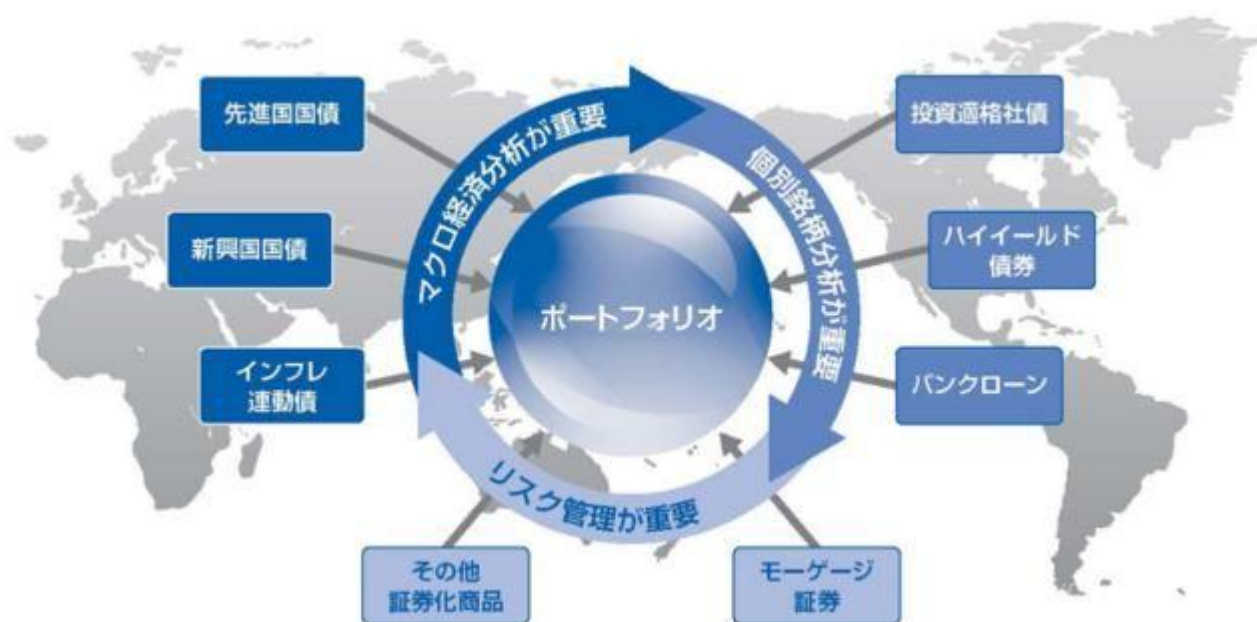 先進国国債
新興国国債
インフレ
連動債
マクロ経済分析が重要
ポートフォリオ
個別銘柄分析が重要
リスク管理が重要
投資適格社債
ハイイールド
債券
バンクローン
その他
証券化商品
モーゲージ
証券